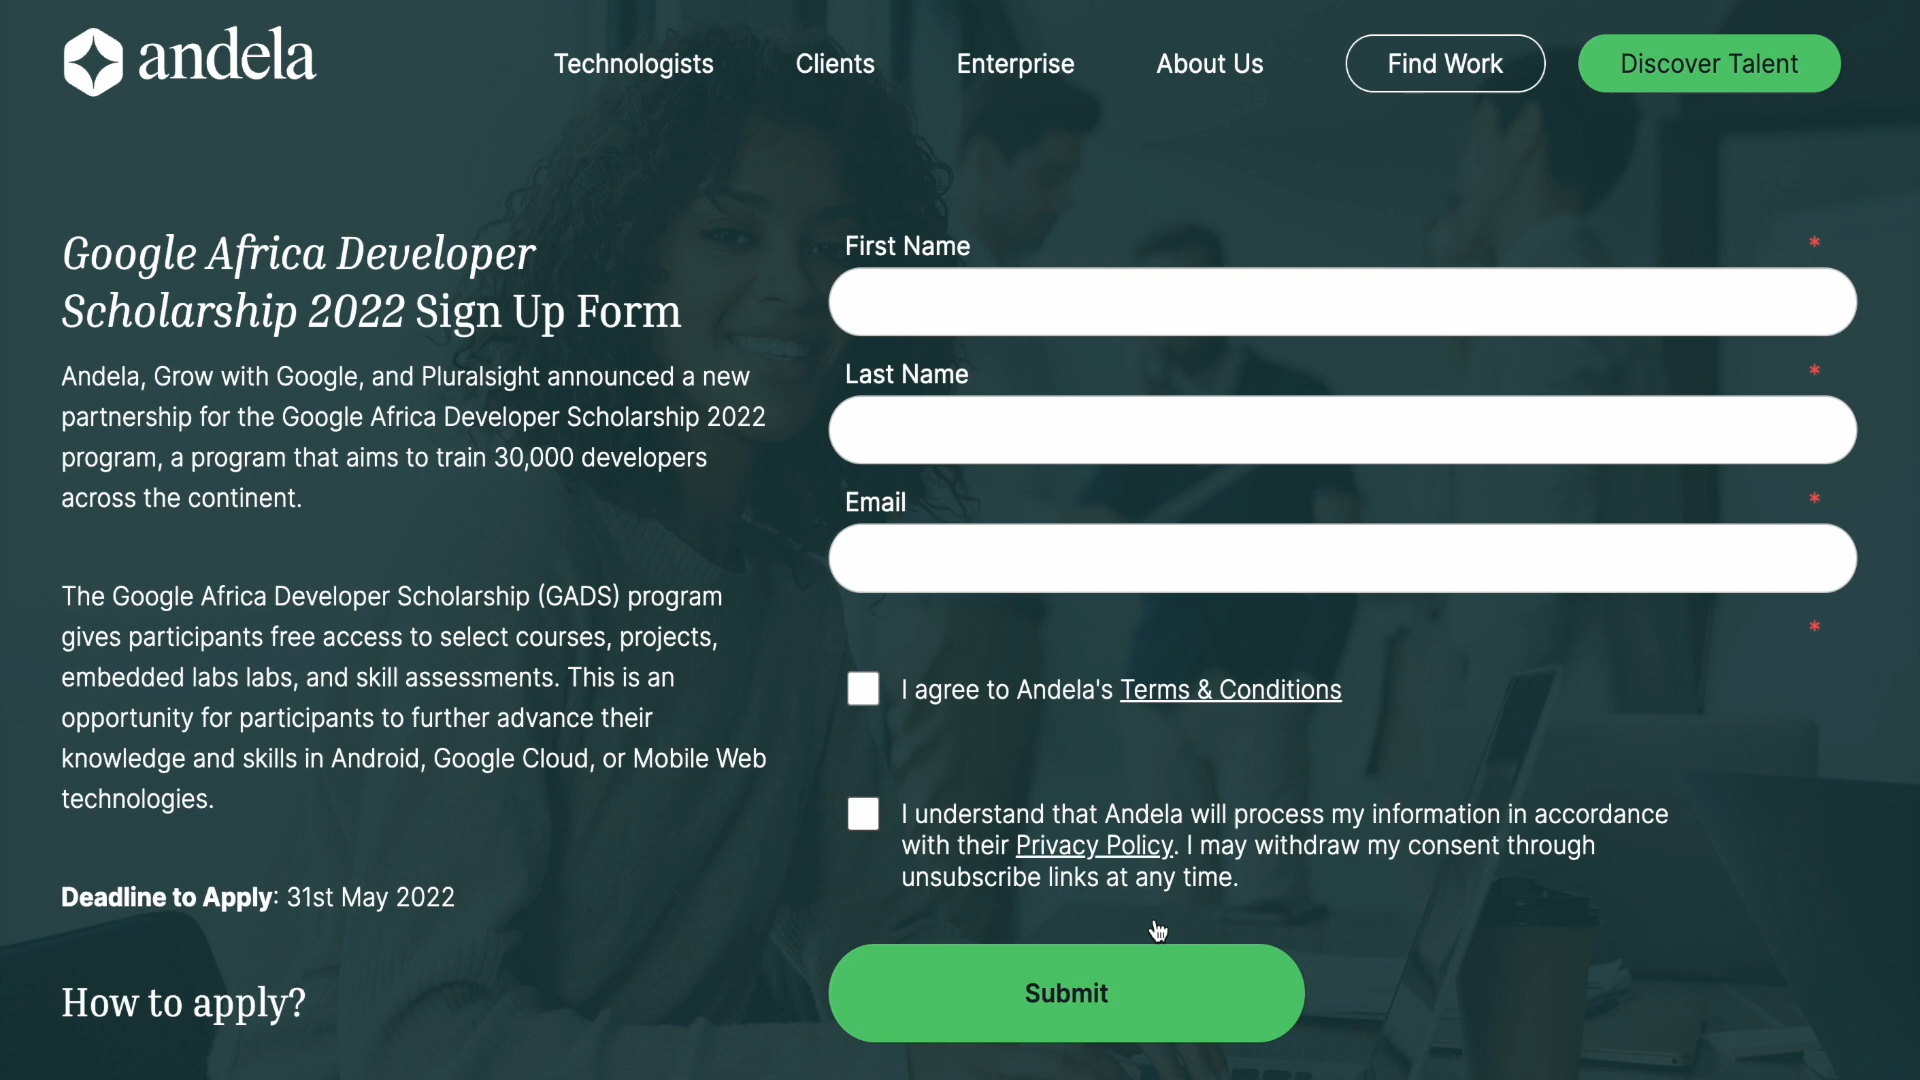 andela
Technologists
Clients
Enterprise
About Us
Find Work
Discover Talent
Google Africa Developer
Scholarship 2022 Sign Up Form
Andela, Grow with Google, and Pluralsight announced a new
partnership for the Google Africa Developer Scholarship 2022
program, a program that aims to train 30,000 developers
across the continent.
The Google Africa Developer Scholarship (GADS) program
gives participants free access to select courses, projects,
embedded labs labs, and skill assessments. This is an
opportunity for participants to further advance their
knowledge and skills in Android, Google Cloud, or Mobile Web
technologies.
Deadline to Apply: 31st May 2022
How to apply?
First Name *
Last Name *
Email *
*
I agree to Andela's Terms & Conditions
I understand that Andela will process my information in accordance
with their Privacy Policy. I may withdraw my consent through
unsubscribe links at any time.
Submit